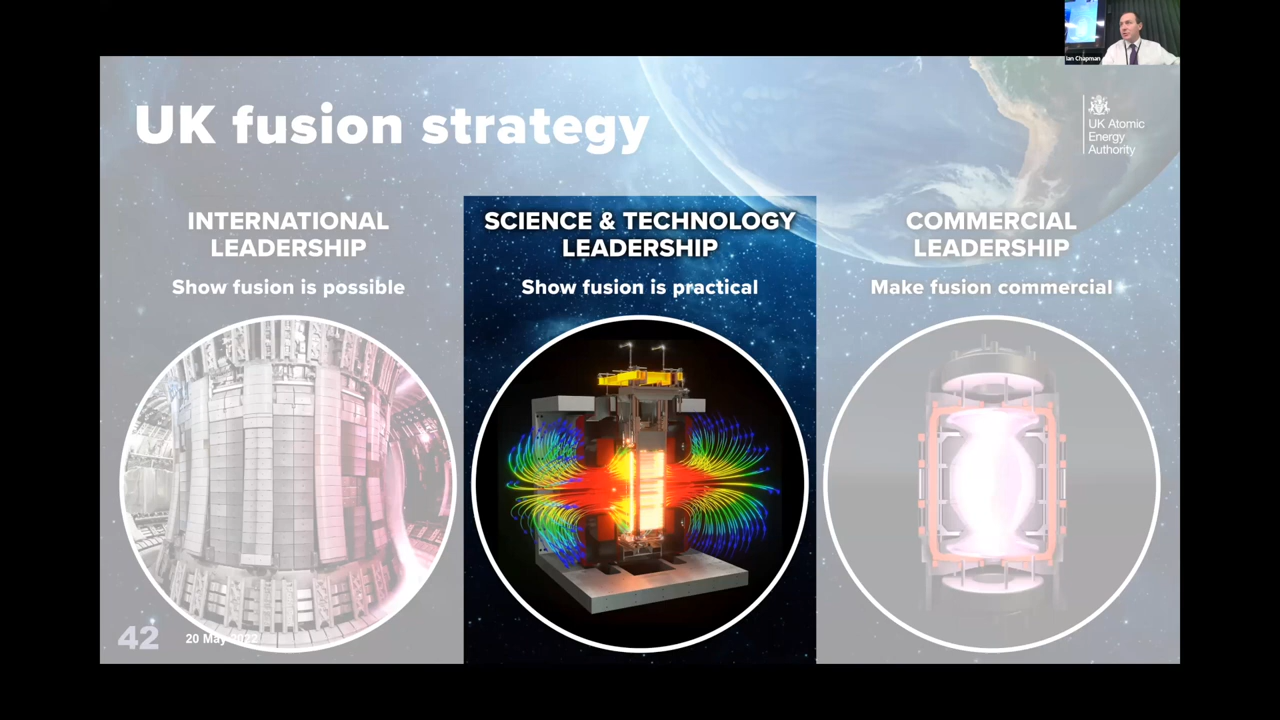 Ian Chapman
UK fusion strategy
UK Atomic
Energy
Authority
INTERNATIONAL
LEADERSHIP
Show fusion is possible
SCIENCE & TECHNOLOGY
LEADERSHIP
Show fusion is practical
COMMERCIAL
LEADERSHIP
Make fusion commercial
42
20 May 2022